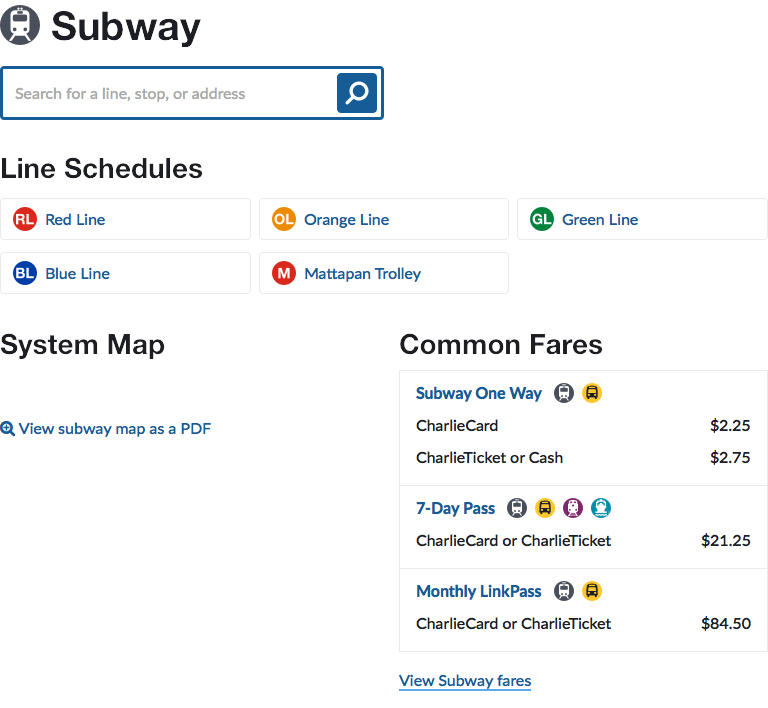 Subway
Search for a line, stop, or address
Line Schedules
RL Red Line
OL Orange Line
GL Green Line
BL Blue Line
M Mattapan Trolley
System Map
View subway map as a PDF
Common Fares
Subway One Way
CharlieCard $2.25
CharlieTicket or Cash $2.75
7-Day Pass
CharlieCard or CharlieTicket $21.25
Monthly LinkPass
CharlieCard or CharlieTicket $84.50
View Subway fares